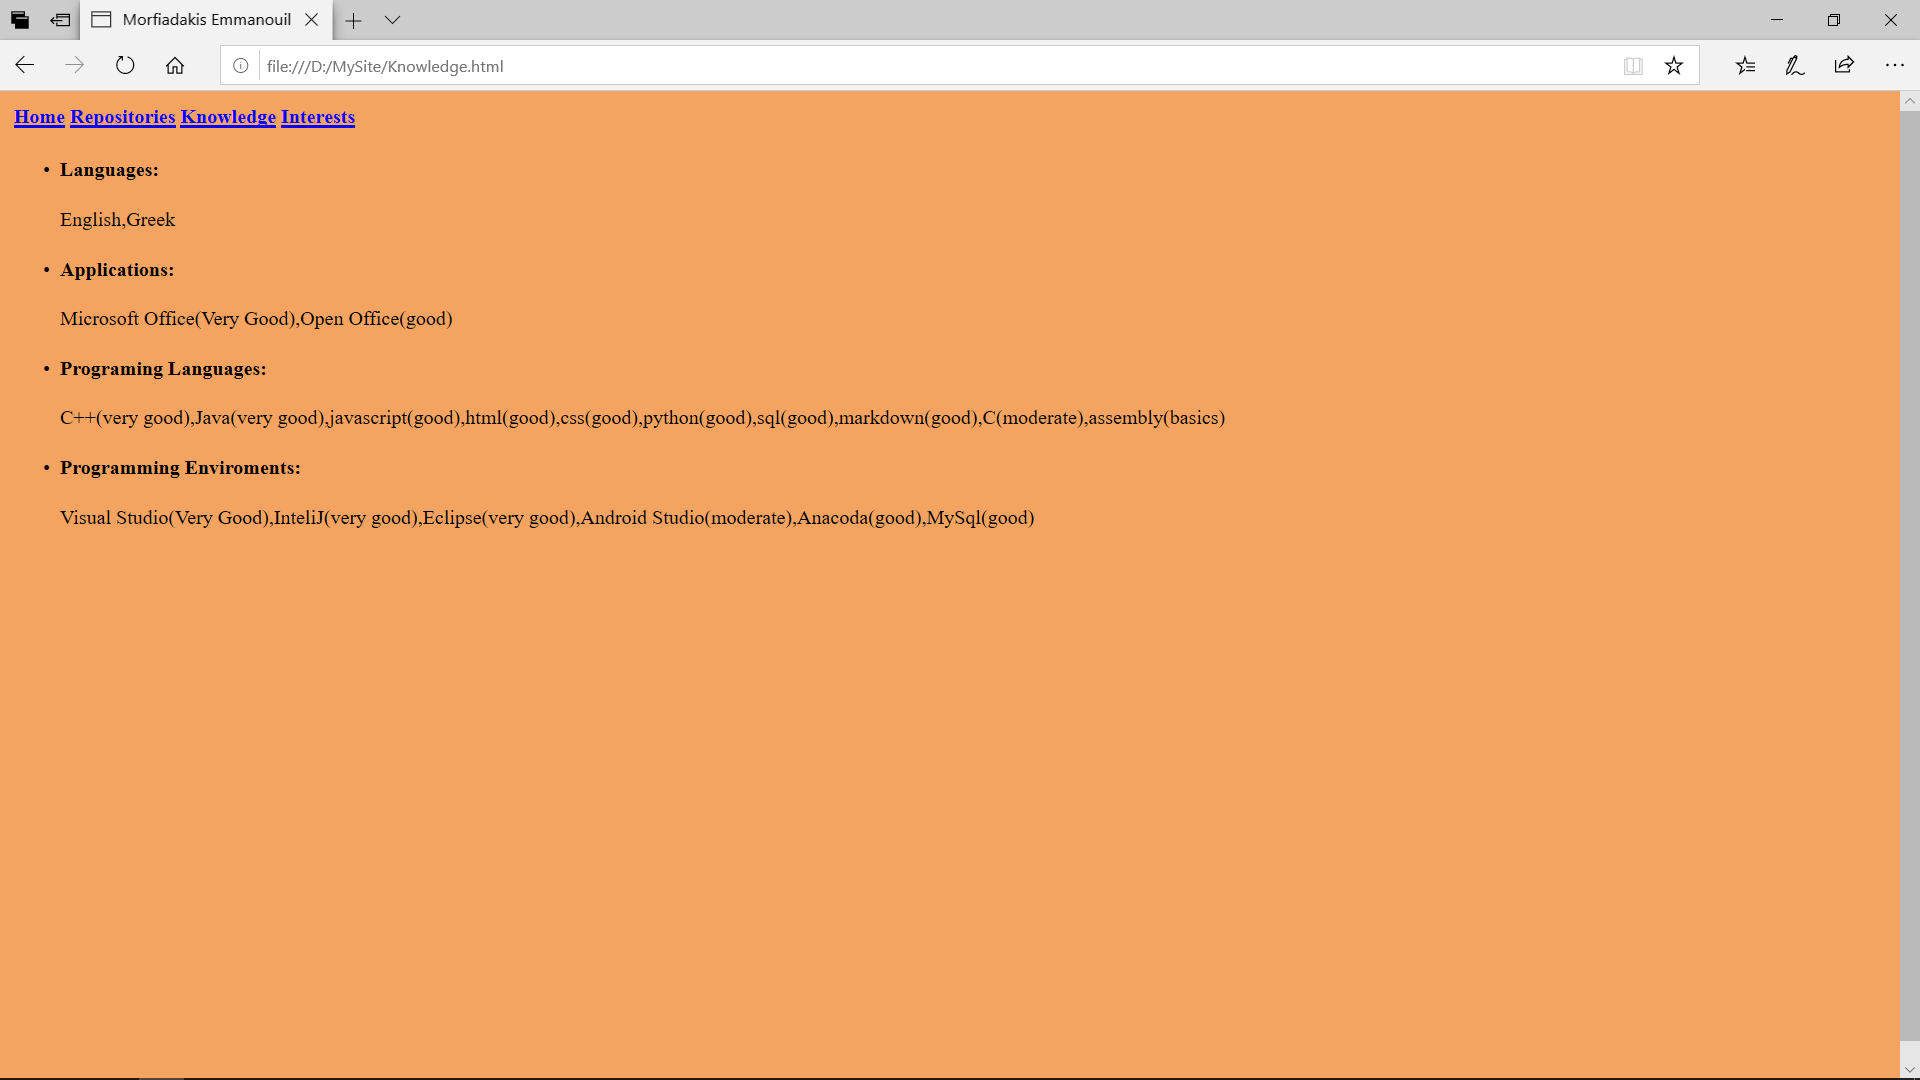 Morfiadakis Emmanouil
file:///D:/MySite/Knowledge.html
Home Repositories Knowledge Interests
• Languages:
English,Greek
• Applications:
Microsoft Office(Very Good),Open Office(good)
• Programing Languages:
C++(very good),Java(very good),javascript(good),html(good),css(good),python(good),sql(good),markdown(good),C(moderate),assembly(basics)
• Programming Enviroments:
Visual Studio(Very Good),InteliJ(very good),Eclipse(very good),Android Studio(moderate),Anacoda(good),MySql(good)